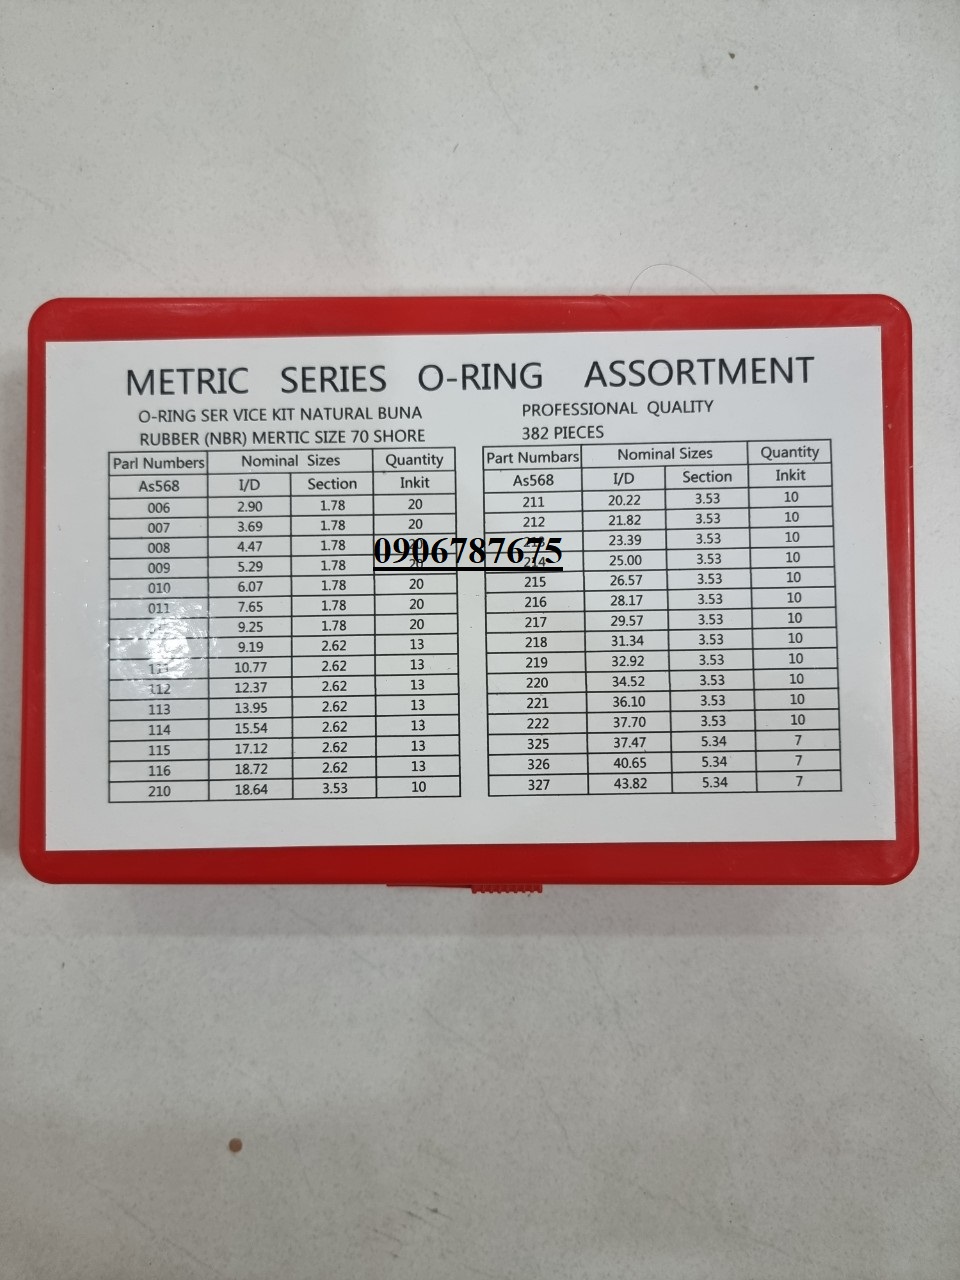 METRIC SERIES O-RING ASSORTMENT
O-RING SER VICE KIT NATURAL BUNA
RUBBER (NBR) MERTIC SIZE 70 SHORE
PROFESSIONAL QUALITY
382 PIECES
Parl Numbers Nominal Sizes Quantity
As568 I/D Section Inkit
006 2.90 1.78 20
007 3.69 1.78 20
008 4.47 1.78
009 5.29 1.78 20
010 6.07 1.78 20
011 7.65 1.78 20
9.25 1.78 20
9.19 2.62 13
111 10.77 2.62 13
112 12.37 2.62 13
113 13.95 2.62 13
114 15.54 2.62 13
115 17.12 2.62 13
116 18.72 2.62 13
210 18.64 3.53 10
Part Numbars Nominal Sizes Quantity
As568 I/D Section Inkit
211 20.22 3.53 10
212 21.82 3.53 10
213 23.39 3.53 10
214 25.00 3.53 10
215 26.57 3.53 10
216 28.17 3.53 10
217 29.57 3.53 10
218 31.34 3.53 10
219 32.92 3.53 10
220 34.52 3.53 10
221 36.10 3.53 10
222 37.70 3.53 10
325 37.47 5.34 7
326 40.65 5.34 7
327 43.82 5.34 7
0906787675